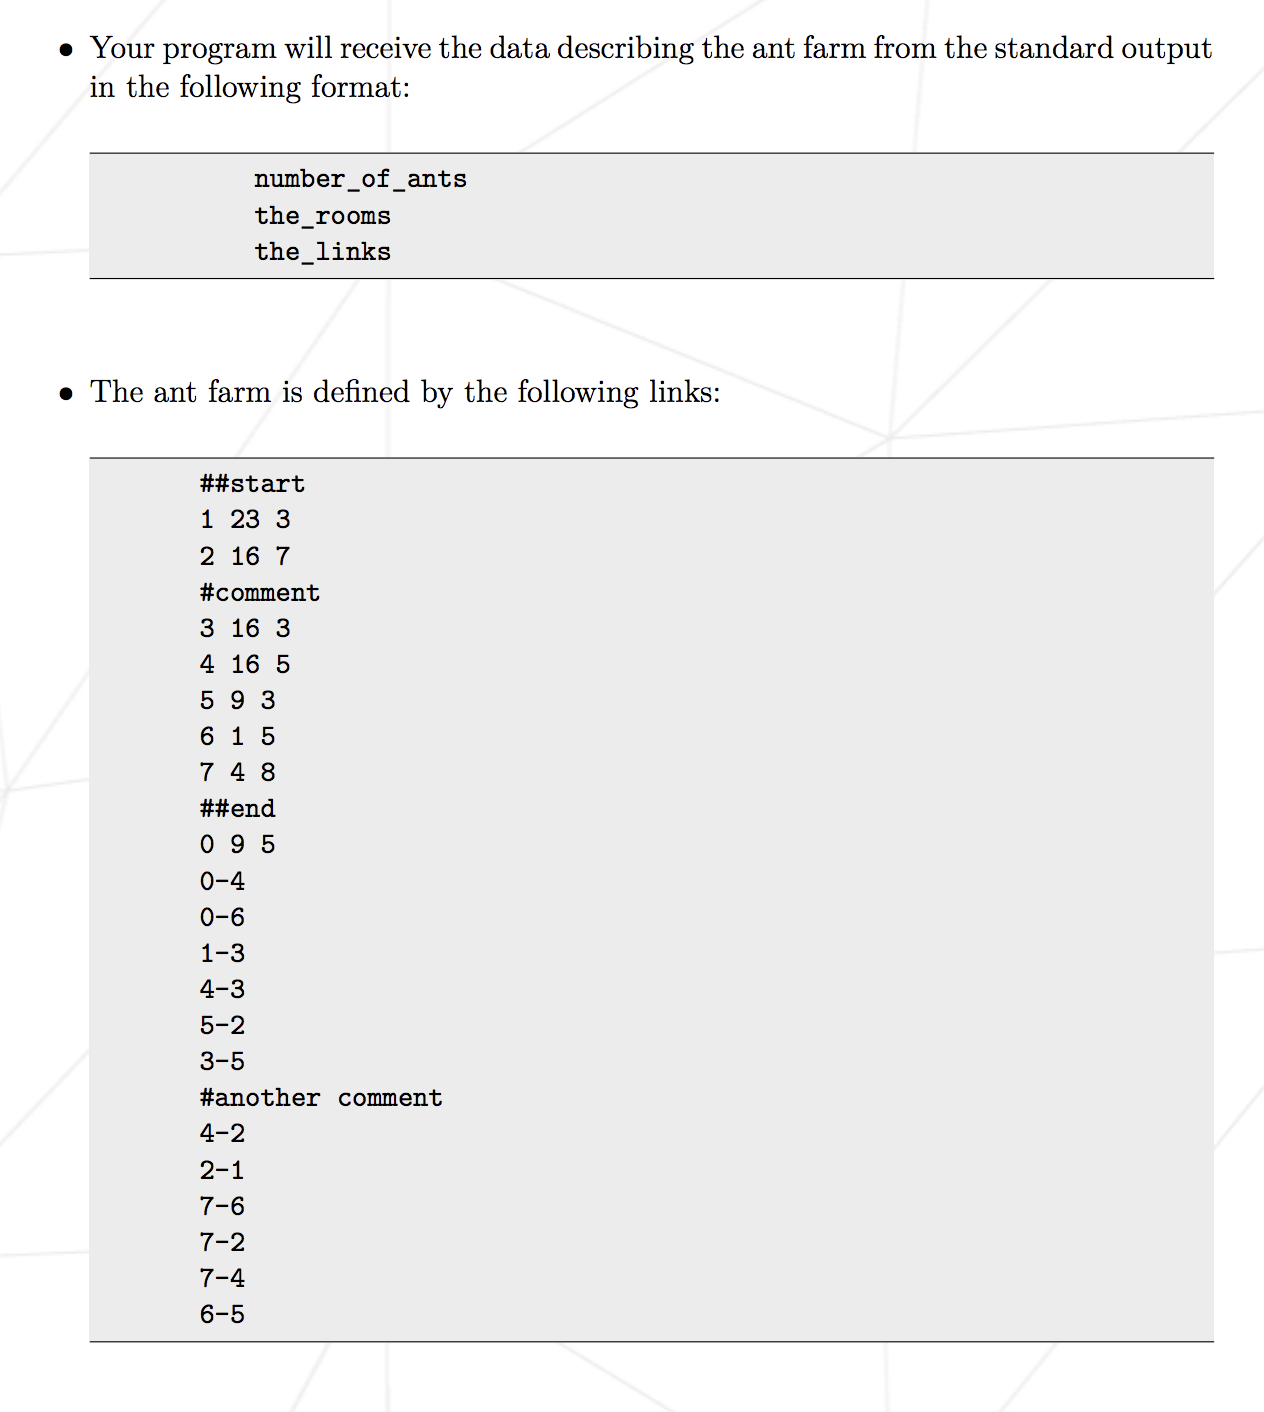 • Your program will receive the data describing the ant farm from the standard output
in the following format:
number_of_ants
the_rooms
the_links
• The ant farm is defined by the following links:
##start
1 23 3
2 16 7
#comment
3 16 3
4 16 5
5 9 3
6 1 5
7 4 8
##end
0 9 5
0-4
0-6
1-3
4-3
5-2
3-5
#another comment
4-2
2-1
7-6
7-2
7-4
6-5